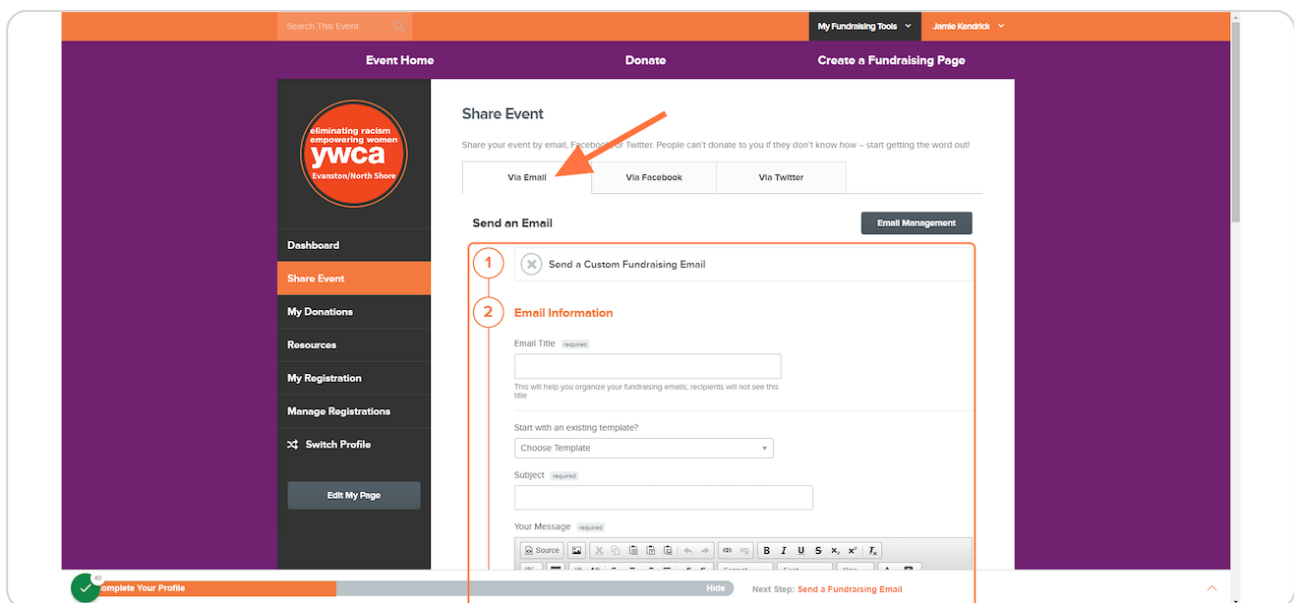 Search This Event
My Fundraising Tools
Jamie Kendrick
Event Home
Donate
Create a Fundraising Page
eliminating racism
empowering women
ywca
Evanston/North Shore
Dashboard
Share Event
My Donations
Resources
My Registration
Manage Registrations
Switch Profile
Edit My Page
Share Event
Share your event by email, Facebook, or Twitter. People can't donate to you if they don't know how – start getting the word out!
Via Email
Via Facebook
Via Twitter
Send an Email
Email Management
1
Send a Custom Fundraising Email
2
Email Information
Email Title required
This will help you organize your fundraising emails; recipients will not see this
title
Start with an existing template?
Choose Template
Subject required
Your Message required
Source
B I U S x₂ x² Tx
40
omplete Your Profile
Hide
Next Step: Send a Fundraising Email